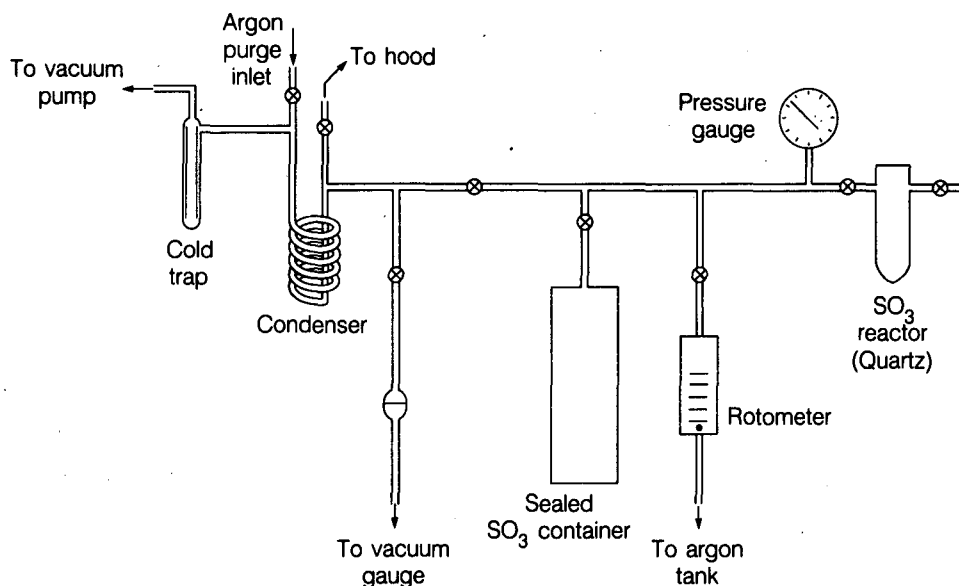 Argon
purge
inlet
To hood
To vacuum
pump
Pressure
gauge
Cold
trap
Condenser
SO₃
reactor
(Quartz)
Rotometer
Sealed
SO₃ container
To vacuum
gauge
To argon
tank